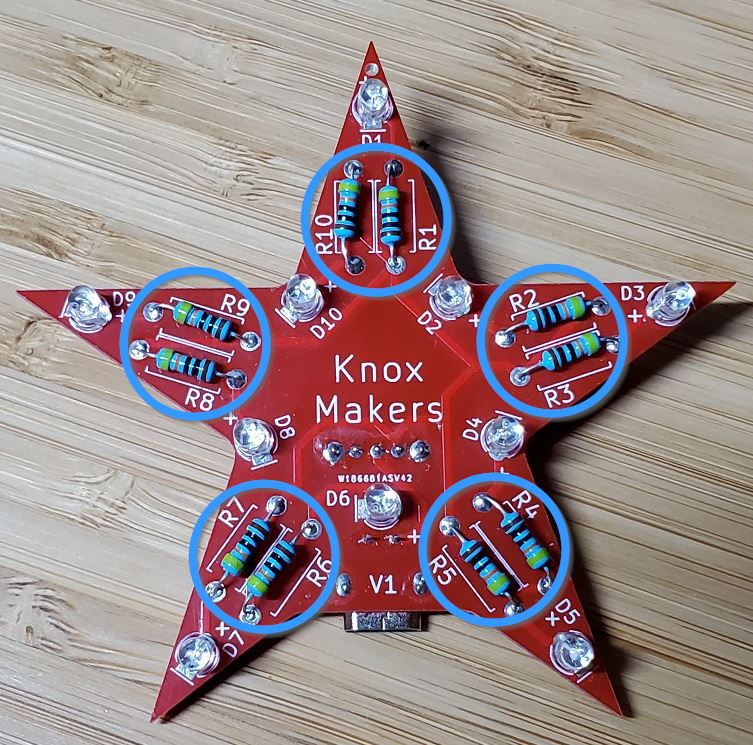 +
D1
R10
R1
D9
+
R9
+
D10
D2
+
R2
D3
+
R8
R3
Knox
Makers
+
D8
D4
+
W18668IASV42
D6
+
R7
R6
R4
R5
V1
+
D7
D5
+